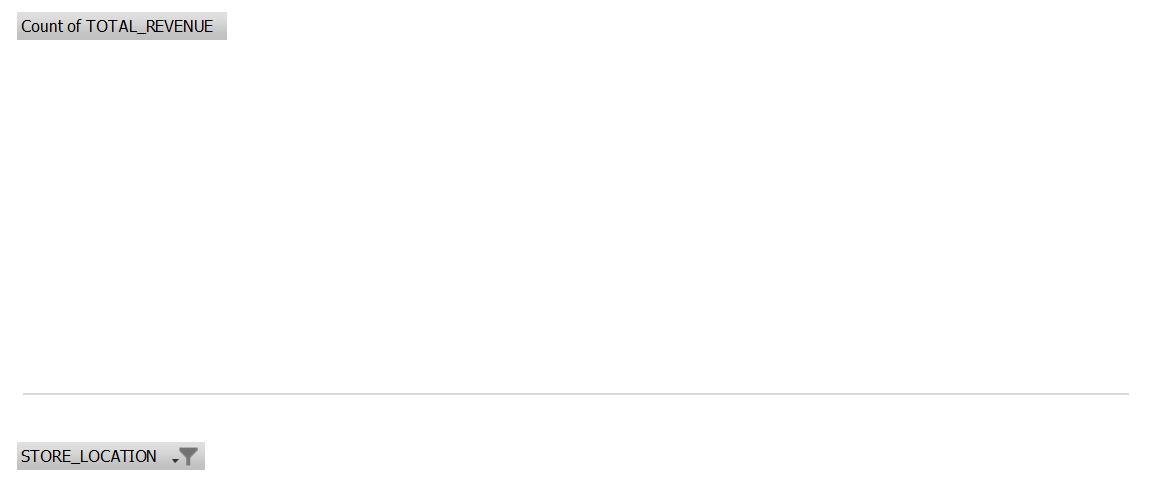 Count of TOTAL_REVENUE
STORE_LOCATION